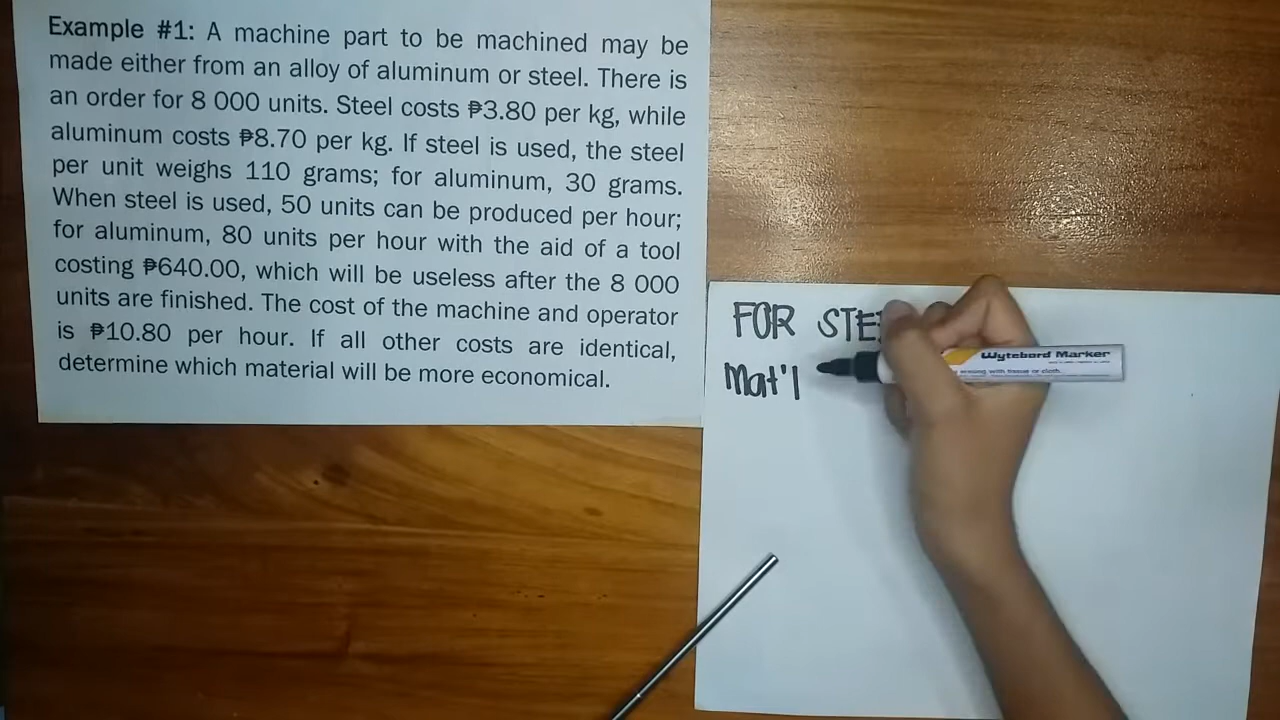 Example #1: A machine part to be machined may be
made either from an alloy of aluminum or steel. There is
an order for 8 000 units. Steel costs ₱3.80 per kg, while
aluminum costs ₱8.70 per kg. If steel is used, the steel
per unit weighs 110 grams; for aluminum, 30 grams.
When steel is used, 50 units can be produced per hour;
for aluminum, 80 units per hour with the aid of a tool
costing ₱640.00, which will be useless after the 8 000
units are finished. The cost of the machine and operator
is ₱10.80 per hour. If all other costs are identical,
determine which material will be more economical.
FOR STE
Mat'l
Wytebord Marker